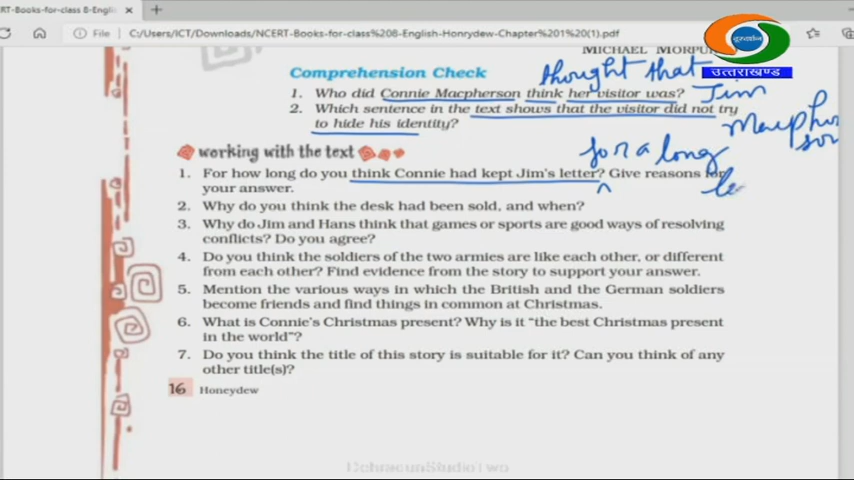 RT-Books-for-class 8-Englis
File C:/Users/ICT/Downloads/NCERT-Books-for-class%208-English-Honrydew-Chapter%201%20(1).pdf
MICHAEL MORPU
दूरदर्शन
उत्तराखण्ड
Comprehension Check
thought that
1. Who did Connie Macpherson think her visitor was?
Jim
2. Which sentence in the text shows that the visitor did not try
to hide his identity?
Macpher
son
working with the text
for a long
1. For how long do you think Connie had kept Jim's letter? Give reasons for
your answer.
2. Why do you think the desk had been sold, and when?
3. Why do Jim and Hans think that games or sports are good ways of resolving
conflicts? Do you agree?
4. Do you think the soldiers of the two armies are like each other, or different
from each other? Find evidence from the story to support your answer.
5. Mention the various ways in which the British and the German soldiers
become friends and find things in common at Christmas.
6. What is Connie's Christmas present? Why is it “the best Christmas present
in the world”?
7. Do you think the title of this story is suitable for it? Can you think of any
other title(s)?
16 Honeydew
DehradunStudioTwo